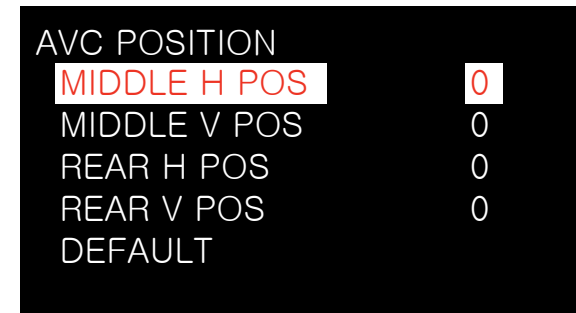 AVC POSITION
MIDDLE H POS 0
MIDDLE V POS 0
REAR H POS 0
REAR V POS 0
DEFAULT